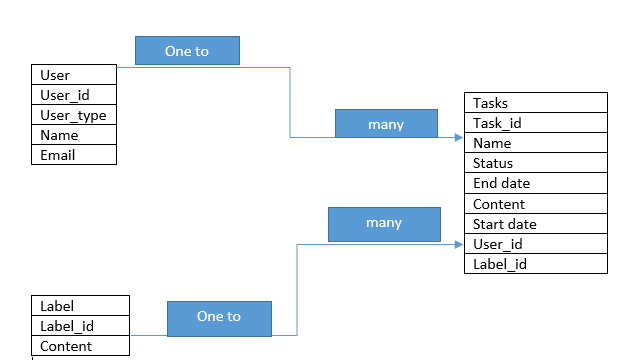 One to
User
User_id
User_type
Name
Email
many
Tasks
Task_id
Name
Status
End date
Content
Start date
User_id
Label_id
many
Label
Label_id
Content
One to